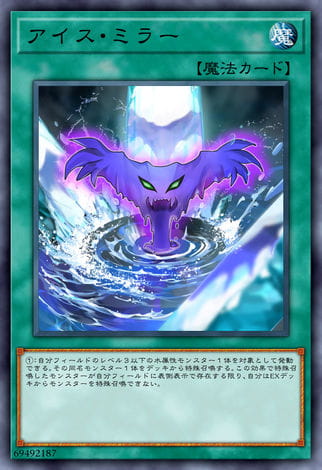 アイス・ミラー
魔
【魔法カード】
①：自分フィールドのレベル３以下の水属性モンスター１体を対象として発動
できる。その同名モンスター１体をデッキから特殊召喚する。この効果で特殊召
喚したモンスターが自分フィールドに表側表示で存在する限り、自分はEXデッ
キからモンスターを特殊召喚できない。
69492187